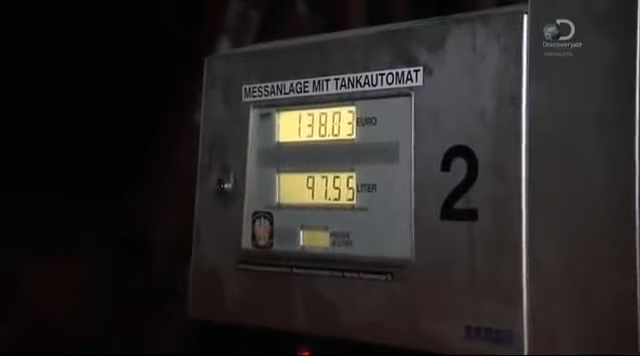 Discovery
MESSANLAGE MIT TANKAUTOMAT
138.03 EURO
97.55 LITER
2